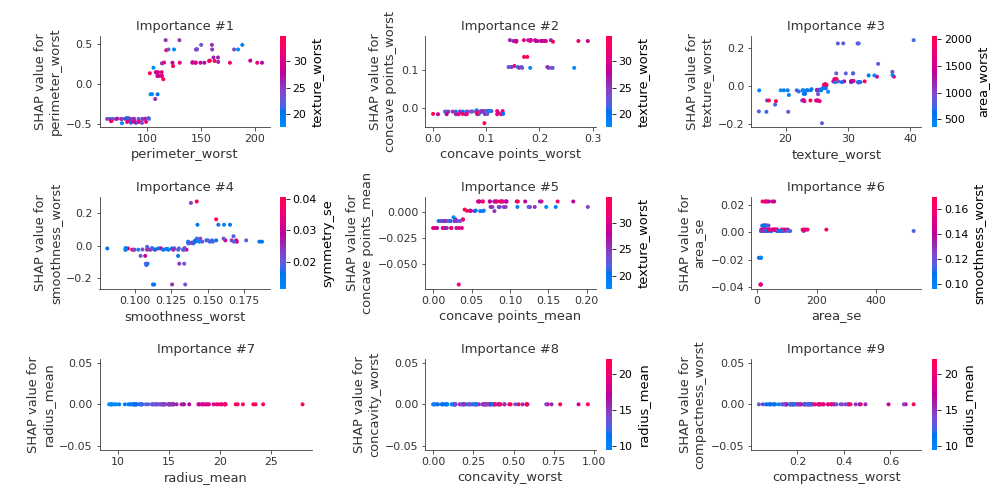 Importance #1
SHAP value for
perimeter_worst
0.5
0.0
−0.5
100
150
200
perimeter_worst
30
25
20
texture_worst
Importance #2
SHAP value for
concave points_worst
0.1
0.0
0.0
0.1
0.2
0.3
concave points_worst
30
25
20
texture_worst
Importance #3
SHAP value for
texture_worst
0.2
0.0
−0.2
20
30
40
texture_worst
2000
1500
1000
500
area_worst
Importance #4
SHAP value for
smoothness_worst
0.2
0.0
−0.2
0.100
0.125
0.150
0.175
smoothness_worst
0.04
0.03
0.02
symmetry_se
Importance #5
SHAP value for
concave points_mean
0.000
−0.025
−0.050
0.00
0.05
0.10
0.15
0.20
concave points_mean
30
25
20
texture_worst
Importance #6
SHAP value for
area_se
0.02
0.00
−0.02
−0.04
0
200
400
area_se
0.16
0.14
0.12
0.10
smoothness_worst
Importance #7
SHAP value for
radius_mean
0.05
0.00
−0.05
10
15
20
25
radius_mean
Importance #8
SHAP value for
concavity_worst
0.05
0.00
−0.05
0.00
0.25
0.50
0.75
1.00
concavity_worst
20
15
10
radius_mean
Importance #9
SHAP value for
compactness_worst
0.05
0.00
−0.05
0.2
0.4
0.6
compactness_worst
20
15
10
radius_mean